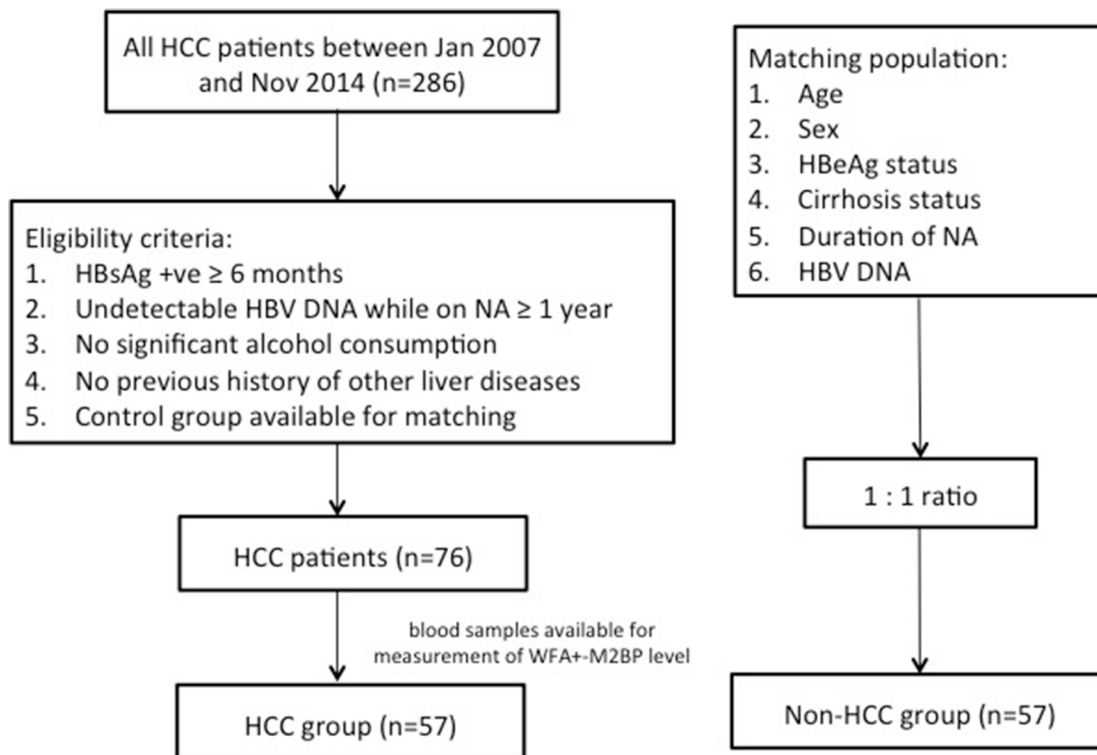 All HCC patients between Jan 2007
and Nov 2014 (n=286)
Eligibility criteria:
1. HBsAg +ve ≥ 6 months
2. Undetectable HBV DNA while on NA ≥ 1 year
3. No significant alcohol consumption
4. No previous history of other liver diseases
5. Control group available for matching
HCC patients (n=76)
blood samples available for
measurement of WFA+-M2BP level
HCC group (n=57)
Matching population:
1. Age
2. Sex
3. HBeAg status
4. Cirrhosis status
5. Duration of NA
6. HBV DNA
1 : 1 ratio
Non-HCC group (n=57)